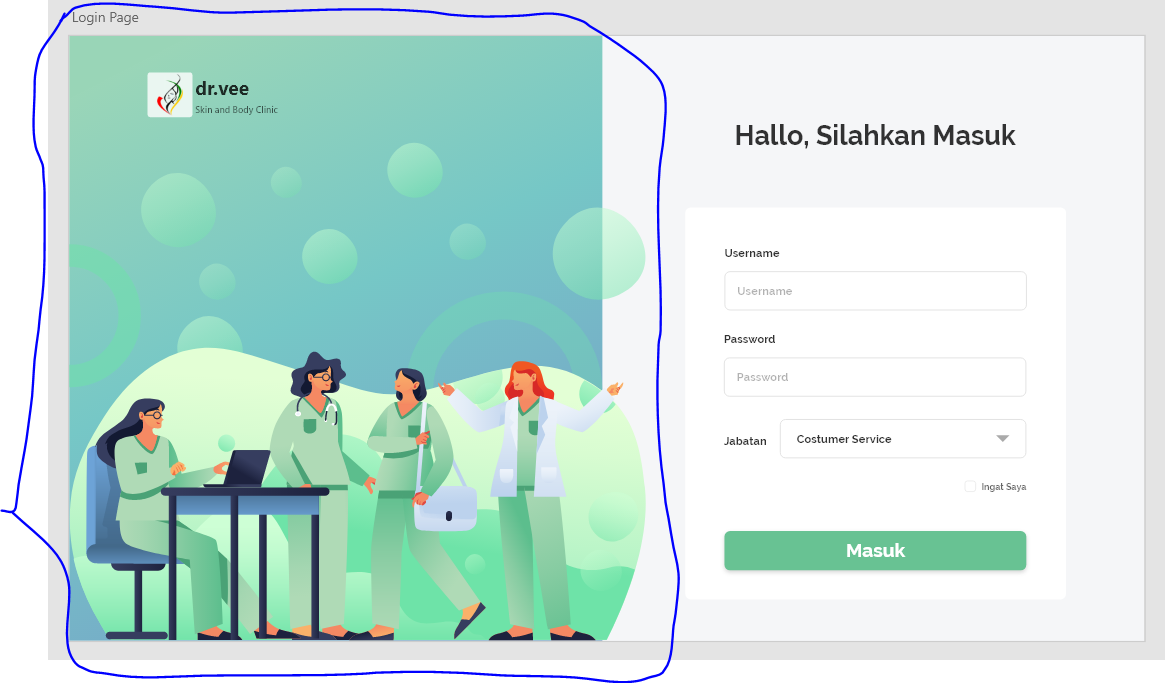 Login Page
dr.vee
Skin and Body Clinic
Hallo, Silahkan Masuk
Username
Username
Password
Password
Jabatan
Costumer Service
Ingat Saya
Masuk